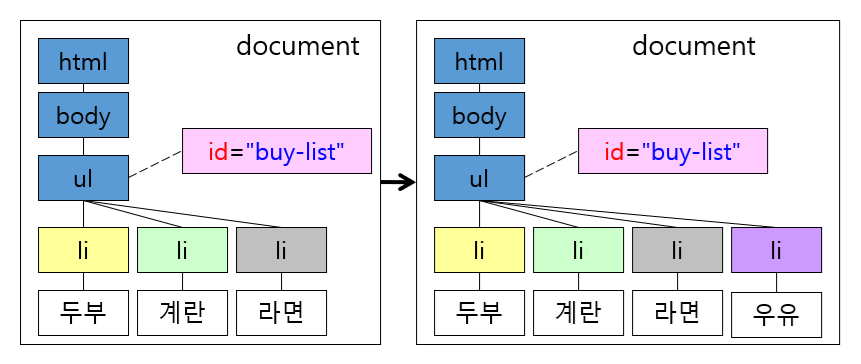 document
html
body
id="buy-list"
ul
li li li
두부 계란 라면
document
html
body
id="buy-list"
ul
li li li li
두부 계란 라면 우유